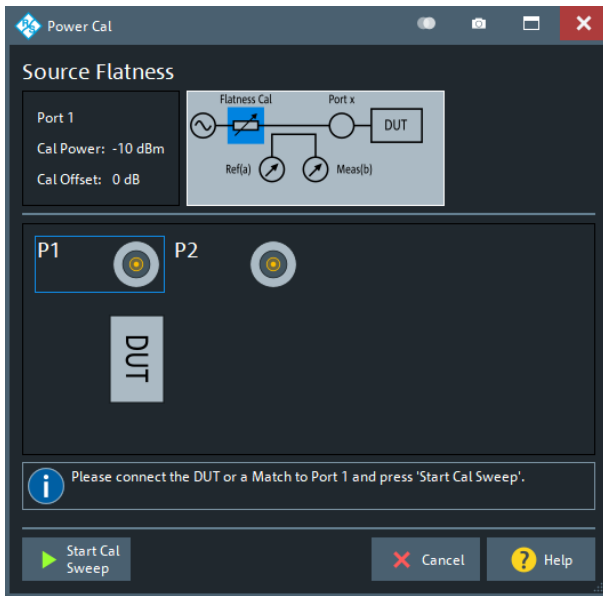 Power Cal
Source Flatness
Port 1
Cal Power: -10 dBm
Cal Offset: 0 dB
Flatness Cal
Port x
DUT
Ref(a)
Meas(b)
P1
P2
DUT
Please connect the DUT or a Match to Port 1 and press 'Start Cal Sweep'.
Start Cal
Sweep
Cancel
Help